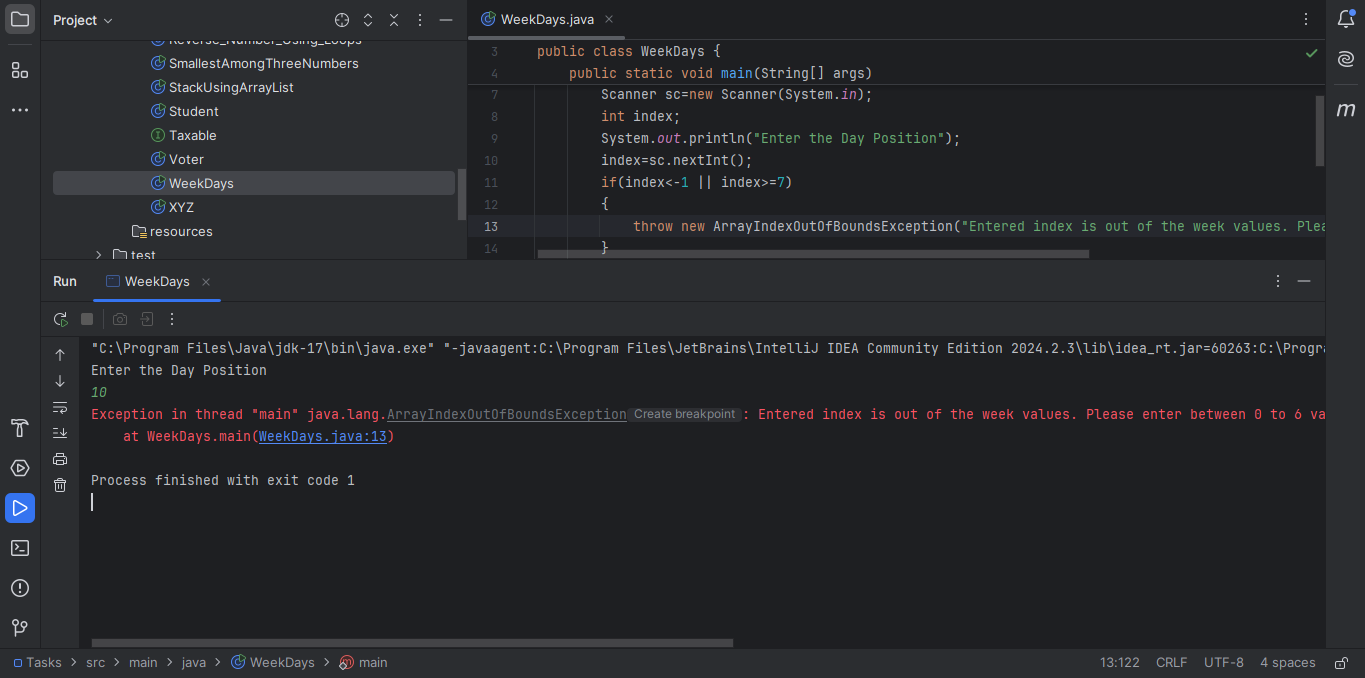 Project
WeekDays.java
Reverse_Number_Using_Loops
SmallestAmongThreeNumbers
StackUsingArrayList
Student
Taxable
Voter
WeekDays
XYZ
resources
test
3 public class WeekDays {
4 public static void main(String[] args)
7 Scanner sc=new Scanner(System.in);
8 int index;
9 System.out.println("Enter the Day Position");
10 index=sc.nextInt();
11 if(index<-1 || index>=7)
12 {
13 throw new ArrayIndexOutOfBoundsException("Entered index is out of the week values. Plea
14 }
m
Run
WeekDays
"C:\Program Files\Java\jdk-17\bin\java.exe" "-javaagent:C:\Program Files\JetBrains\IntelliJ IDEA Community Edition 2024.2.3\lib\idea_rt.jar=60263:C:\Progra
Enter the Day Position
10
Exception in thread "main" java.lang.ArrayIndexOutOfBoundsException Create breakpoint : Entered index is out of the week values. Please enter between 0 to 6 va
at WeekDays.main(WeekDays.java:13)
Process finished with exit code 1
Tasks > src > main > java > WeekDays > main
13:122 CRLF UTF-8 4 spaces